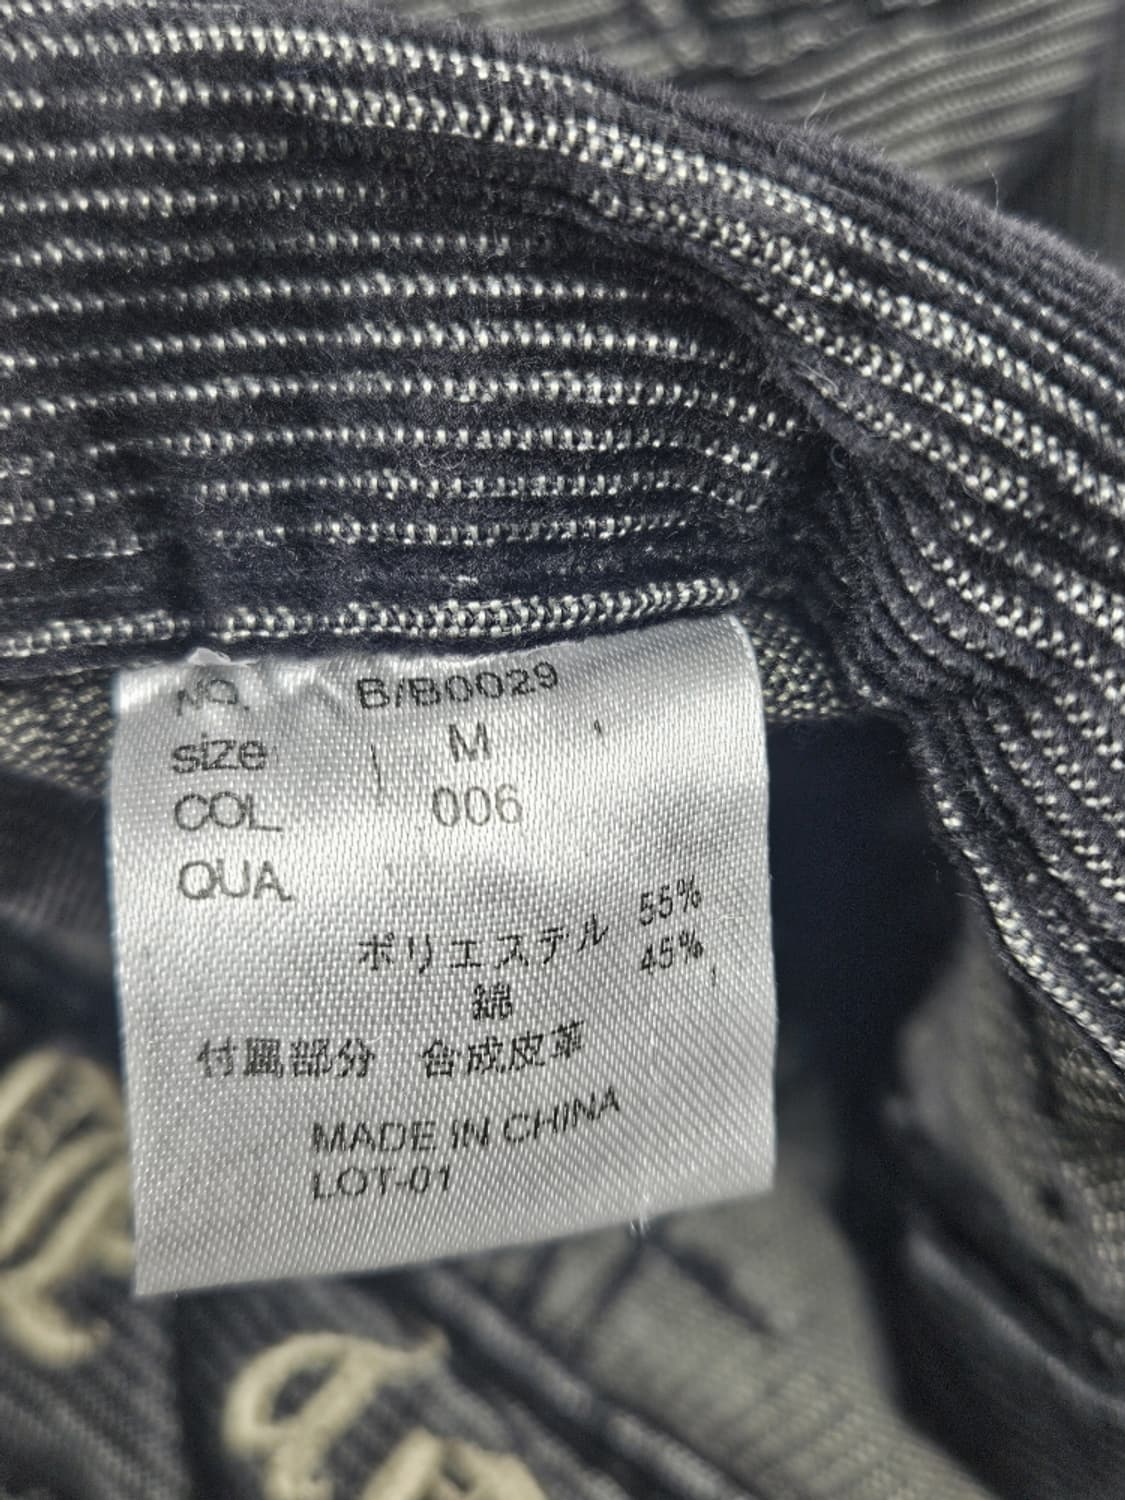 NO. B/B0029
size M
COL. 006
QUA.
ポリエステル 55%
綿 45%
付属部分 合成皮革
MADE IN CHINA
LOT-01